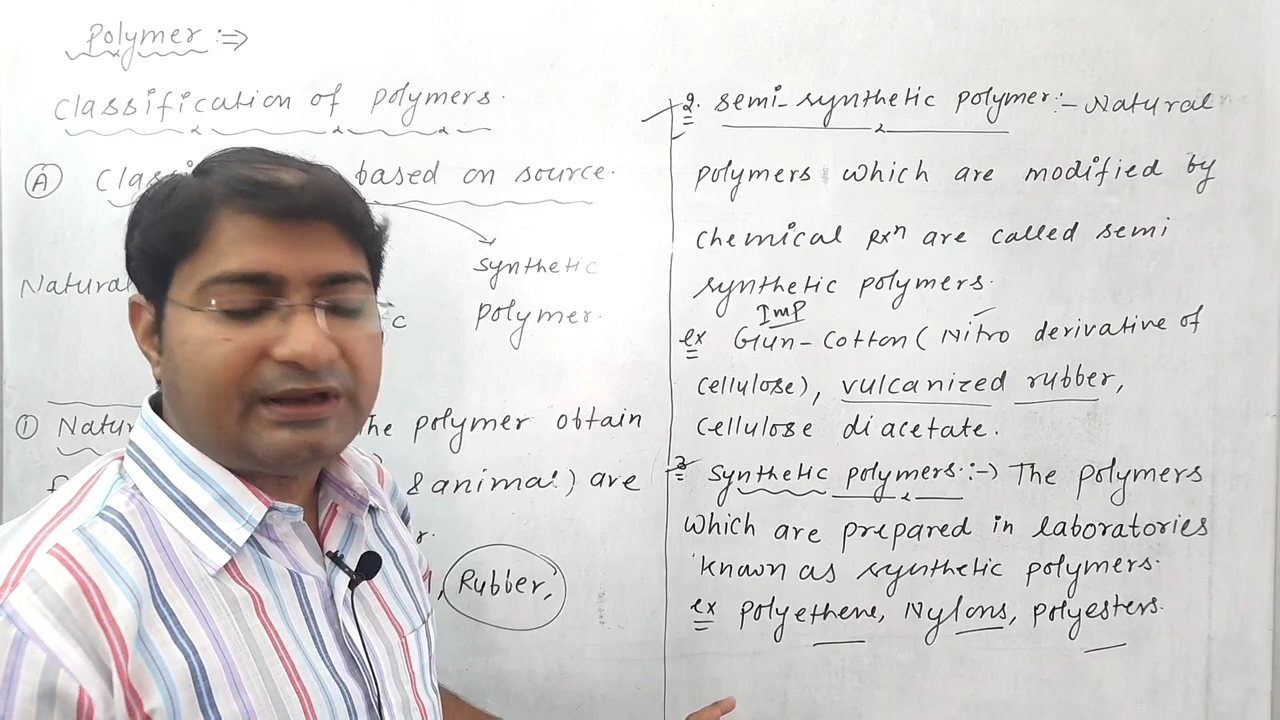 Polymer :⇒
Classification of polymers.
(A) Clas based on source.
synthetic
Natural
c polymer.
① Natu The polymer obtain
& animal) are
r.
, Rubber,
2. semi-synthetic polymer :- Natural
polymers which are modified by
chemical Rxⁿ are called semi
synthetic polymers.
Imp
ex Gun-Cotton ( Nitro derivative of
cellulose), vulcanized rubber,
cellulose diacetate.
3 synthetic polymers :-) The polymers
which are prepared in laboratories
known as synthetic polymers.
ex polyethene, Nylons, polyesters.